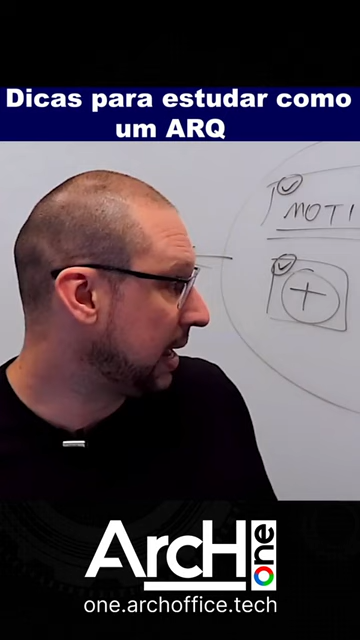 Dicas para estudar como
um ARQ
MOTI
+
ArcH
one
one.archoffice.tech